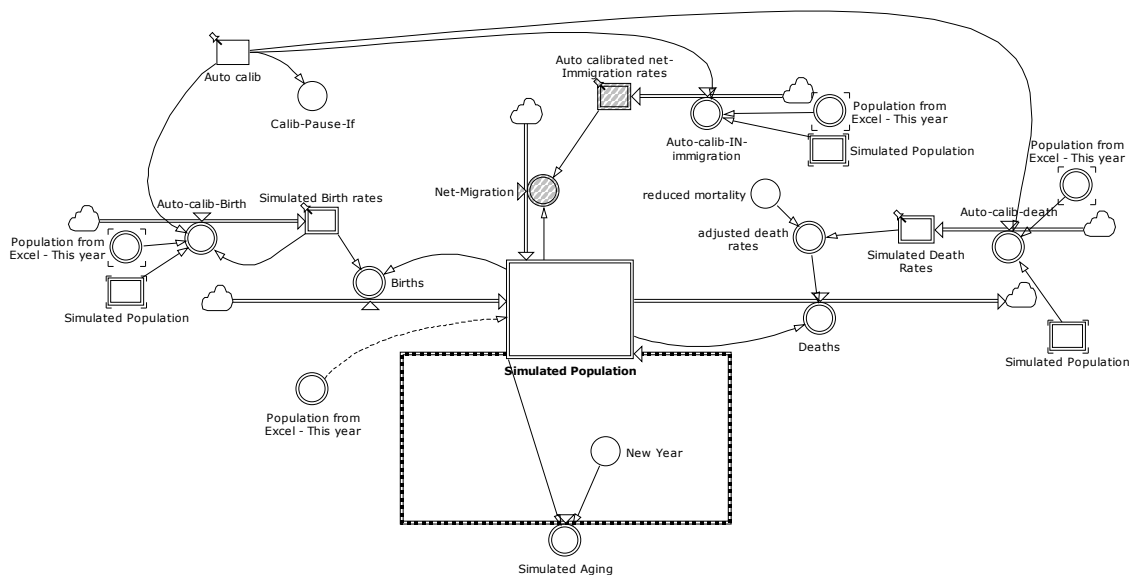 Auto calib
Calib-Pause-If
Auto calibrated net-
Immigration rates
Population from
Excel - This year
Auto-calib-IN-
immigration
Simulated Population
Population from
Excel - This year
Net-Migration
reduced mortality
Simulated Birth rates
Auto-calib-Birth
Auto-calib-death
Population from
Excel - This year
adjusted death
rates
Simulated Death
Rates
Births
Simulated Population
Deaths
Simulated Population
Simulated Population
Population from
Excel - This year
New Year
Simulated Aging